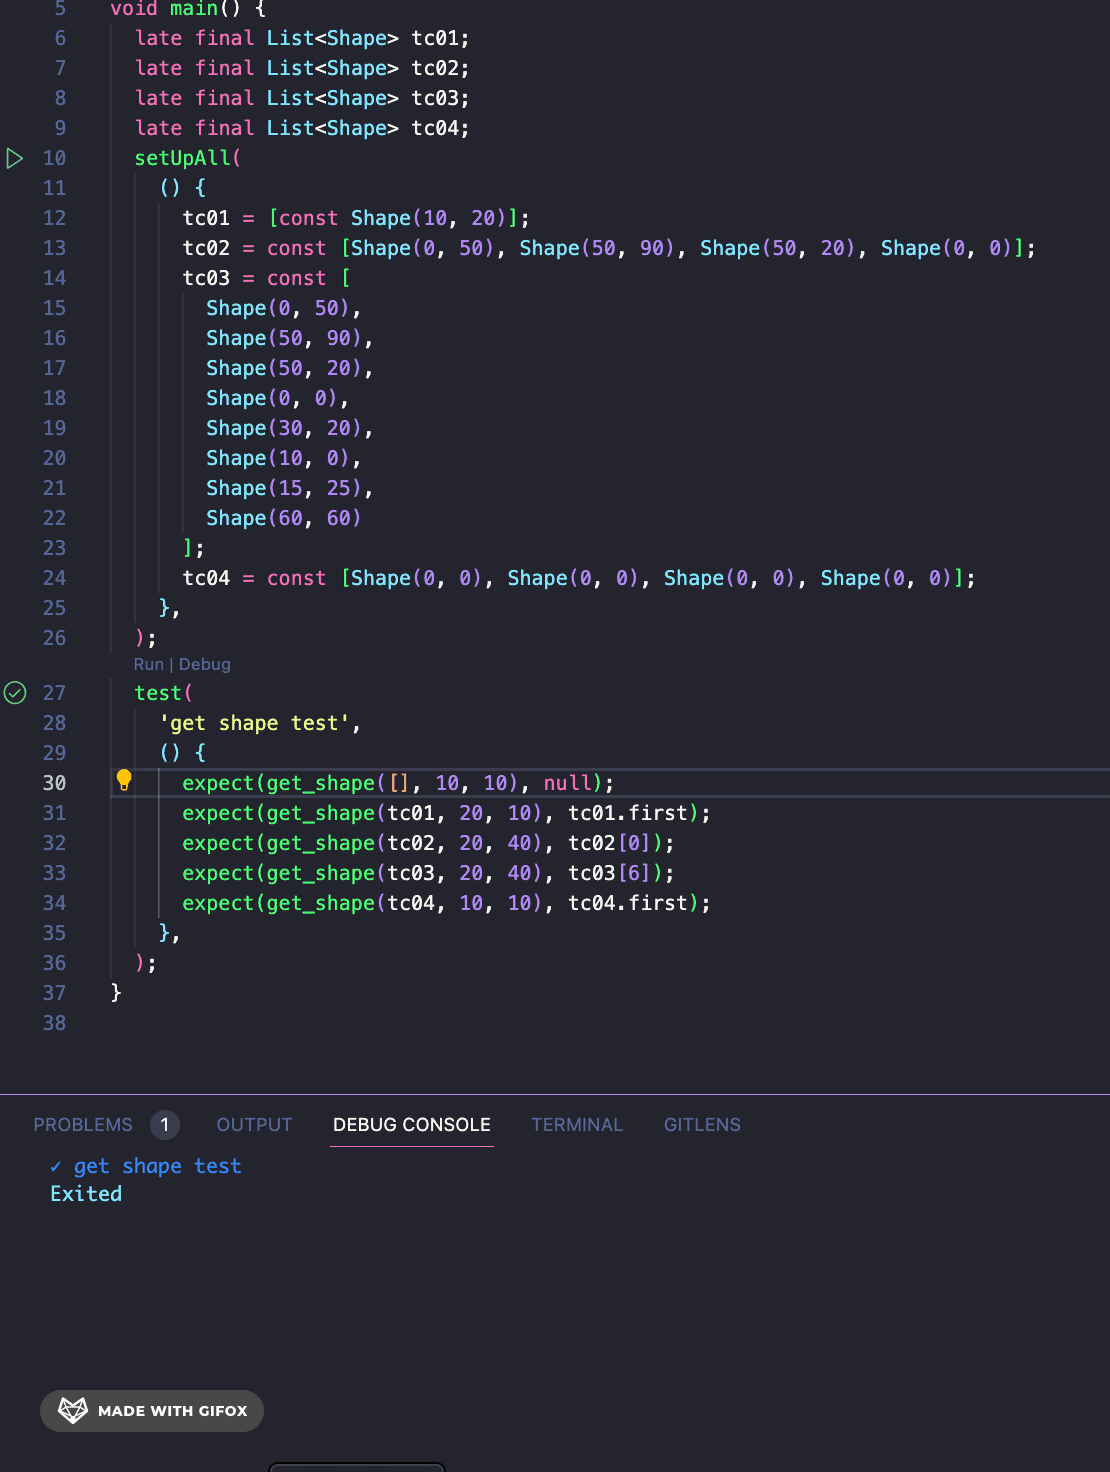 5 void main() {
6 late final List<Shape> tc01;
7 late final List<Shape> tc02;
8 late final List<Shape> tc03;
9 late final List<Shape> tc04;
10 setUpAll(
11 () {
12 tc01 = [const Shape(10, 20)];
13 tc02 = const [Shape(0, 50), Shape(50, 90), Shape(50, 20), Shape(0, 0)];
14 tc03 = const [
15 Shape(0, 50),
16 Shape(50, 90),
17 Shape(50, 20),
18 Shape(0, 0),
19 Shape(30, 20),
20 Shape(10, 0),
21 Shape(15, 25),
22 Shape(60, 60)
23 ];
24 tc04 = const [Shape(0, 0), Shape(0, 0), Shape(0, 0), Shape(0, 0)];
25 },
26 );
Run | Debug
27 test(
28 'get shape test',
29 () {
30 expect(get_shape([], 10, 10), null);
31 expect(get_shape(tc01, 20, 10), tc01.first);
32 expect(get_shape(tc02, 20, 40), tc02[0]);
33 expect(get_shape(tc03, 20, 40), tc03[6]);
34 expect(get_shape(tc04, 10, 10), tc04.first);
35 },
36 );
37 }
38
PROBLEMS 1 OUTPUT DEBUG CONSOLE TERMINAL GITLENS
✓ get shape test
Exited
MADE WITH GIFOX